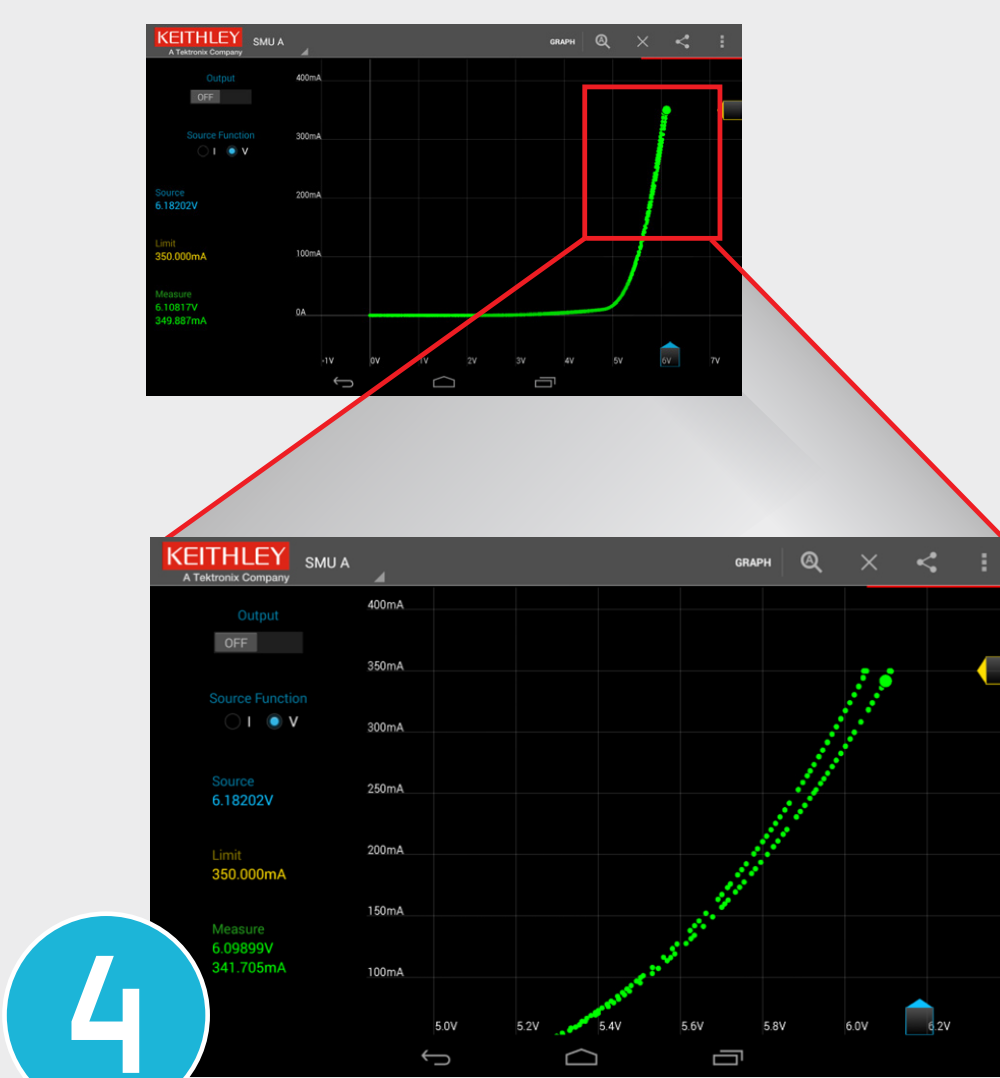 KEITHLEY
A Tektronix Company
SMU A
GRAPH
A
Output
OFF
Source Function
I V
Source
6.18202V
Limit
350.000mA
Measure
6.10817V
349.887mA
400mA
300mA
200mA
100mA
0A
-1V 0V 1V 2V 3V 4V 5V 6V 7V
KEITHLEY
A Tektronix Company
SMU A
GRAPH
A
Output
OFF
Source Function
I V
Source
6.18202V
Limit
350.000mA
Measure
6.09899V
341.705mA
400mA
350mA
300mA
250mA
200mA
150mA
100mA
5.0V 5.2V 5.4V 5.6V 5.8V 6.0V 6.2V
4